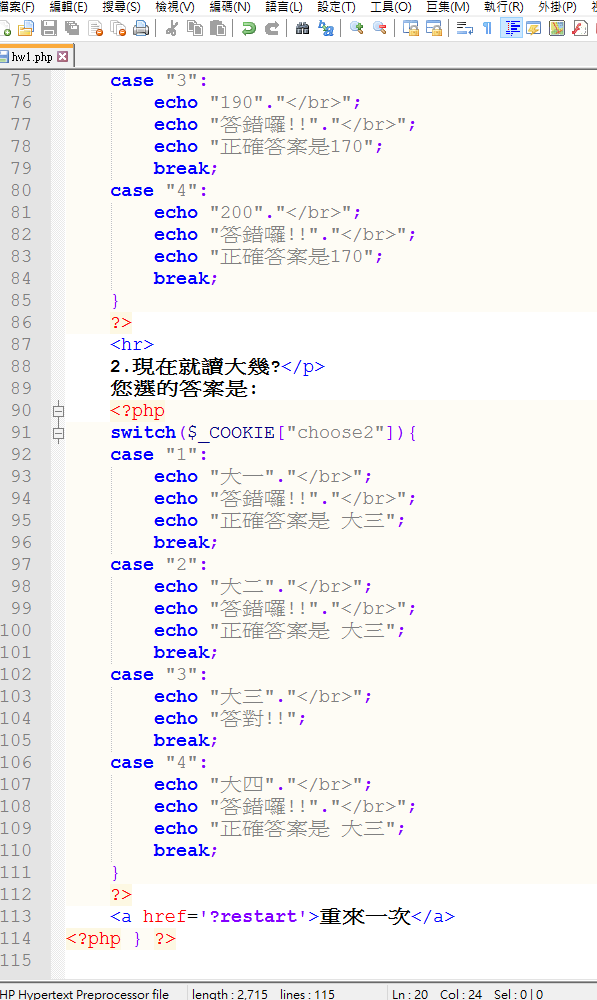 檔案(F) 編輯(E) 搜尋(S) 檢視(V) 編碼(N) 語言(L) 設定(T) 工具(O) 巨集(M) 執行(R) 外掛(P)
hw1.php
75 case "3":
76 echo "190"."</br>";
77 echo "答錯囉!!"."</br>";
78 echo "正確答案是170";
79 break;
80 case "4":
81 echo "200"."</br>";
82 echo "答錯囉!!"."</br>";
83 echo "正確答案是170";
84 break;
85 }
86 ?>
87 <hr>
88 2.現在就讀大幾?</p>
89 您選的答案是:
90 <?php
91 switch($_COOKIE["choose2"]){
92 case "1":
93 echo "大一"."</br>";
94 echo "答錯囉!!"."</br>";
95 echo "正確答案是 大三";
96 break;
97 case "2":
98 echo "大二"."</br>";
99 echo "答錯囉!!"."</br>";
100 echo "正確答案是 大三";
101 break;
102 case "3":
103 echo "大三"."</br>";
104 echo "答對!!";
105 break;
106 case "4":
107 echo "大四"."</br>";
108 echo "答錯囉!!"."</br>";
109 echo "正確答案是 大三";
110 break;
111 }
112 ?>
113 <a href='?restart'>重來一次</a>
114 <?php } ?>
115
HP Hypertext Preprocessor file length : 2,715 lines : 115 Ln : 20 Col : 24 Sel : 0 | 0